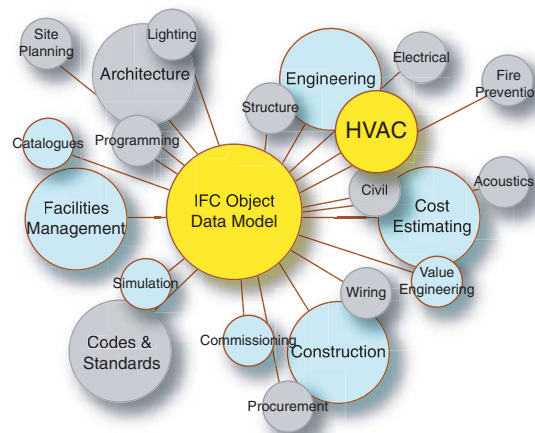 Site
Planning
Lighting
Architecture
Engineering
Electrical
Fire
Preventio
HVAC
Structure
Programming
Catalogues
Facilities
Management
IFC Object
Data Model
Civil
Acoustics
Cost
Estimating
Simulation
Value
Engineering
Wiring
Codes &
Standards
Commissioning
Construction
Procurement